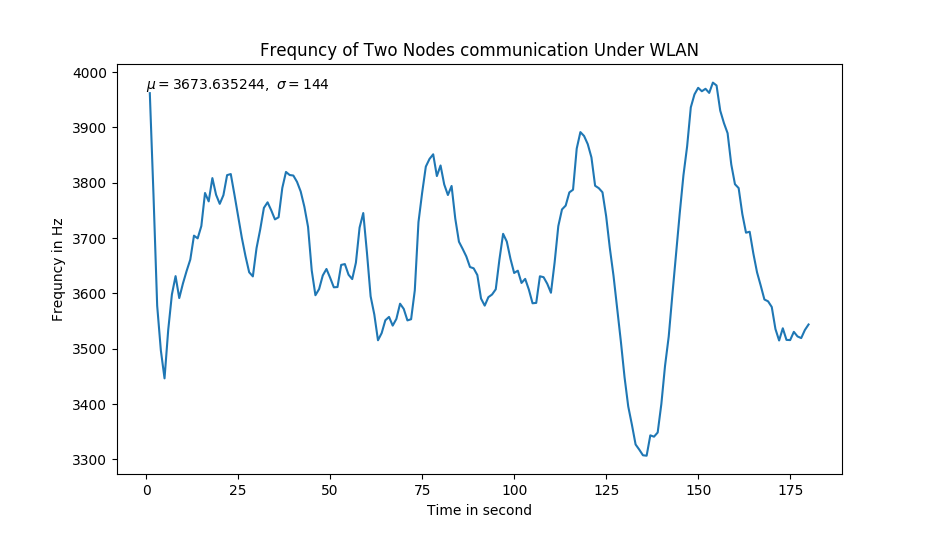 Frequncy of Two Nodes communication Under WLAN
μ = 3673.635244, σ = 144
4000
3900
3800
3700
3600
3500
3400
3300
Frequncy in Hz
0 25 50 75 100 125 150 175
Time in second